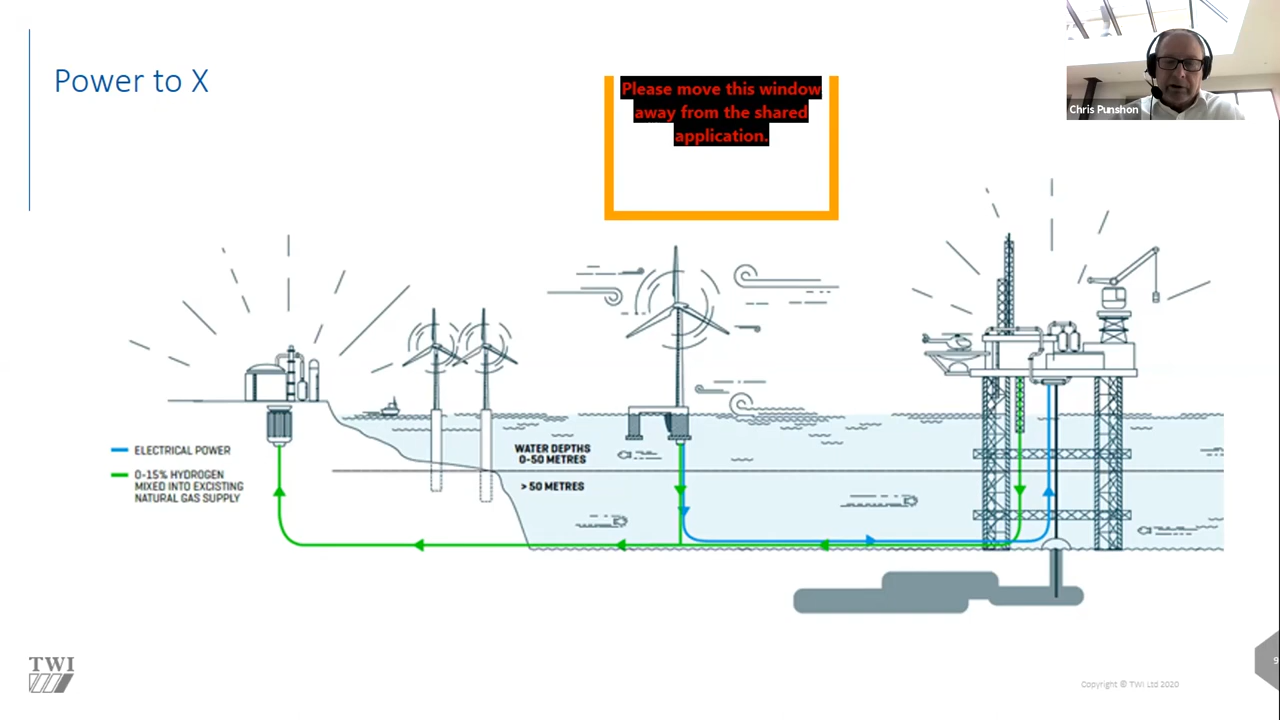 Power to X
Please move this window
away from the shared
application.
Chris Punshon
ELECTRICAL POWER
0-15% HYDROGEN
MIXED INTO EXCISTING
NATURAL GAS SUPPLY
WATER DEPTHS
0-50 METRES
> 50 METRES
TWI
Copyright © TWI Ltd 2020
9